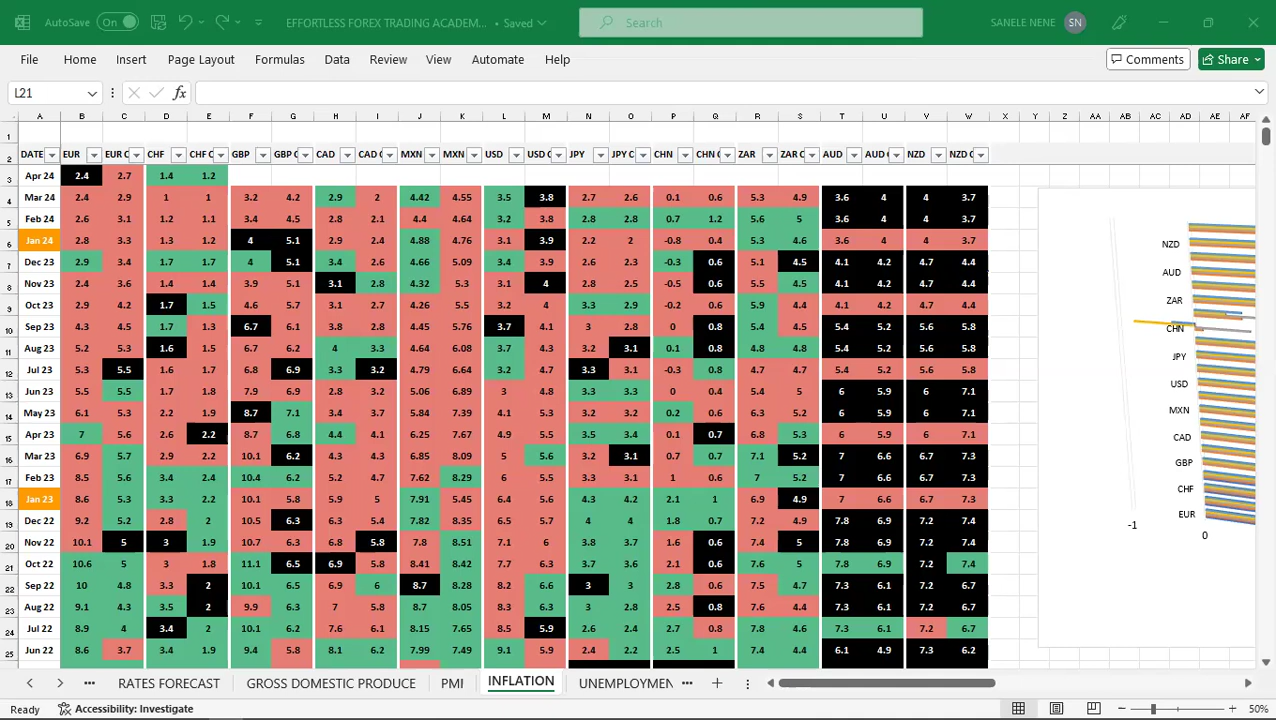 AutoSave On EFFORTLESS FOREX TRADING ACADEM... • Saved Search SANELE NENE SN
File Home Insert Page Layout Formulas Data Review View Automate Help Comments Share
L21 fx
A B C D E F G H I J K L M N O P Q R S T U V W X Y Z AA AB AC AD AE AF
1
2 DATE EUR EUR C CHF CHF C GBP GBP C CAD CAD C MXN MXN USD USD C JPY JPY C CHN CHN C ZAR ZAR C AUD AUD C NZD NZD C
3 Apr 24 2.4 2.7 1.4 1.2
4 Mar 24 2.4 2.9 1 1 3.2 4.2 2.9 2 4.42 4.55 3.5 3.8 2.7 2.6 0.1 0.6 5.3 4.9 3.6 4 4 3.7
5 Feb 24 2.6 3.1 1.2 1.1 3.4 4.5 2.8 2.1 4.4 4.64 3.2 3.8 2.8 2.8 0.7 1.2 5.6 5 3.6 4 4 3.7
6 Jan 24 2.8 3.3 1.3 1.2 4 5.1 2.9 2.4 4.88 4.76 3.1 3.9 2.2 2 -0.8 0.4 5.3 4.6 3.6 4 4 3.7
7 Dec 23 2.9 3.4 1.7 1.7 4 5.1 3.4 2.6 4.66 5.09 3.4 3.9 2.6 2.3 -0.3 0.6 5.1 4.5 4.1 4.2 4.7 4.4
8 Nov 23 2.4 3.6 1.4 1.4 3.9 5.1 3.1 2.8 4.32 5.3 3.1 4 2.8 2.5 -0.5 0.6 5.5 4.5 4.1 4.2 4.7 4.4
9 Oct 23 2.9 4.2 1.7 1.5 4.6 5.7 3.1 2.7 4.26 5.5 3.2 4 3.3 2.9 -0.2 0.6 5.9 4.4 4.1 4.2 4.7 4.4
10 Sep 23 4.3 4.5 1.7 1.3 6.7 6.1 3.8 2.8 4.45 5.76 3.7 4.1 3 2.8 0 0.8 5.4 4.5 5.4 5.2 5.6 5.8
11 Aug 23 5.2 5.3 1.6 1.5 6.7 6.2 4 3.3 4.64 6.08 3.7 4.3 3.2 3.1 0.1 0.8 4.8 4.8 5.4 5.2 5.6 5.8
12 Jul 23 5.3 5.5 1.6 1.7 6.8 6.9 3.3 3.2 4.79 6.64 3.2 4.7 3.3 3.1 -0.3 0.8 4.7 4.7 5.4 5.2 5.6 5.8
13 Jun 23 5.5 5.5 1.7 1.8 7.9 6.9 2.8 3.2 5.06 6.89 3 4.8 3.3 3.3 0 0.4 5.4 5 6 5.9 6 7.1
14 May 23 6.1 5.3 2.2 1.9 8.7 7.1 3.4 3.7 5.84 7.39 4.1 5.3 3.2 3.2 0.2 0.6 6.3 5.2 6 5.9 6 7.1
15 Apr 23 7 5.6 2.6 2.2 8.7 6.8 4.4 4.1 6.25 7.67 4.9 5.5 3.5 3.4 0.1 0.7 6.8 5.3 6 5.9 6 7.1
16 Mar 23 6.9 5.7 2.9 2.2 10.1 6.2 4.3 4.3 6.85 8.09 5.6 3.2 3.1 0.7 0.7 7.1 5.2 7 6.6 6.7 7.3
17 Feb 23 8.5 5.6 3.4 2.4 10.4 6.2 5.2 4.7 7.62 8.29 6 5.5 3.3 3.1 1 0.6 7 5.2 7 6.6 6.7 7.3
18 Jan 23 8.6 5.3 3.3 2.2 10.1 5.8 5.9 5 7.91 5.45 6.4 5.6 4.3 4.2 2.1 1 6.9 4.9 7 6.6 6.7 7.3
19 Dec 22 9.2 5.2 2.8 2 10.5 6.3 6.3 5.4 7.82 8.35 6.5 5.7 4 4 1.8 0.7 7.2 4.9 7.8 6.9 7.2 7.4
20 Nov 22 10.1 5 3 1.9 10.7 6.3 6.8 5.8 7.8 8.51 7.1 6 3.8 3.7 1.6 0.6 7.4 5 7.8 6.9 7.2 7.4
21 Oct 22 10.6 5 3 1.8 11.1 6.5 6.9 5.8 8.41 8.42 7.7 6.3 3.7 3.6 2.1 0.6 7.6 5 7.8 6.9 7.2 7.4
22 Sep 22 10 4.8 3.3 2 10.1 6.5 6.9 6 8.7 8.28 8.2 6.6 3 3 2.8 0.6 7.5 4.7 7.3 6.1 7.2 6.7
23 Aug 22 9.1 4.3 3.5 2 9.9 6.3 7 5.8 8.7 8.05 8.3 6.3 3 2.8 2.5 0.8 7.6 4.4 7.3 6.1 7.2 6.7
24 Jul 22 8.9 4 3.4 2 10.1 6.2 7.6 6.1 8.15 7.65 8.5 5.9 2.6 2.4 2.7 0.8 7.8 4.6 7.3 6.1 7.2 6.7
25 Jun 22 8.6 3.7 3.4 1.9 9.4 5.8 8.1 6.2 7.99 7.49 9.1 5.9 2.4 2.2 2.5 1 7.4 4.4 6.1 4.9 7.3 6.2
NZD
AUD
ZAR
CHN
JPY
USD
MXN
CAD
GBP
CHF
EUR
-1 0
RATES FORECAST GROSS DOMESTIC PRODUCE PMI INFLATION UNEMPLOYMEN
Ready Accessibility: Investigate 50%